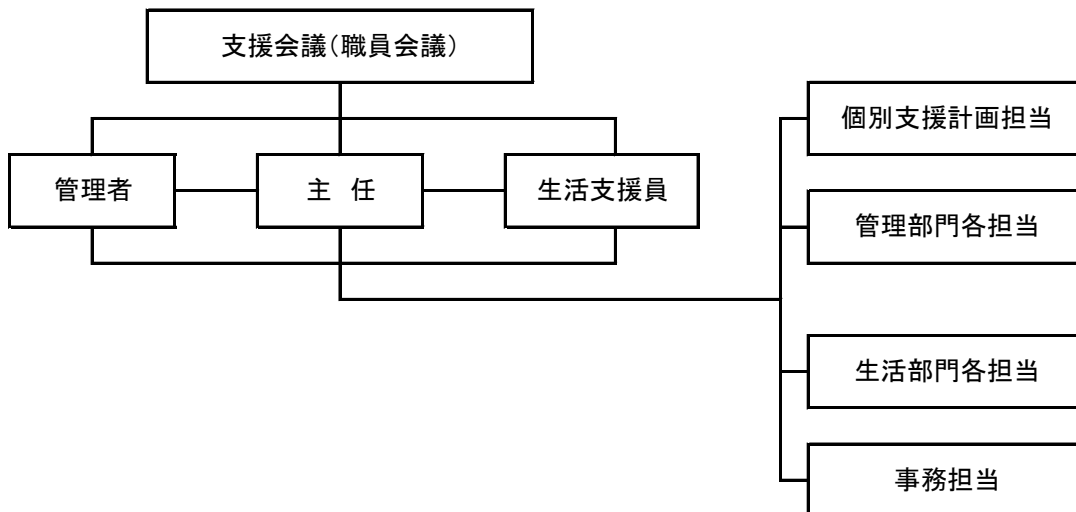 支援会議（職員会議）
管理者
主　任
生活支援員
個別支援計画担当
管理部門各担当
生活部門各担当
事務担当